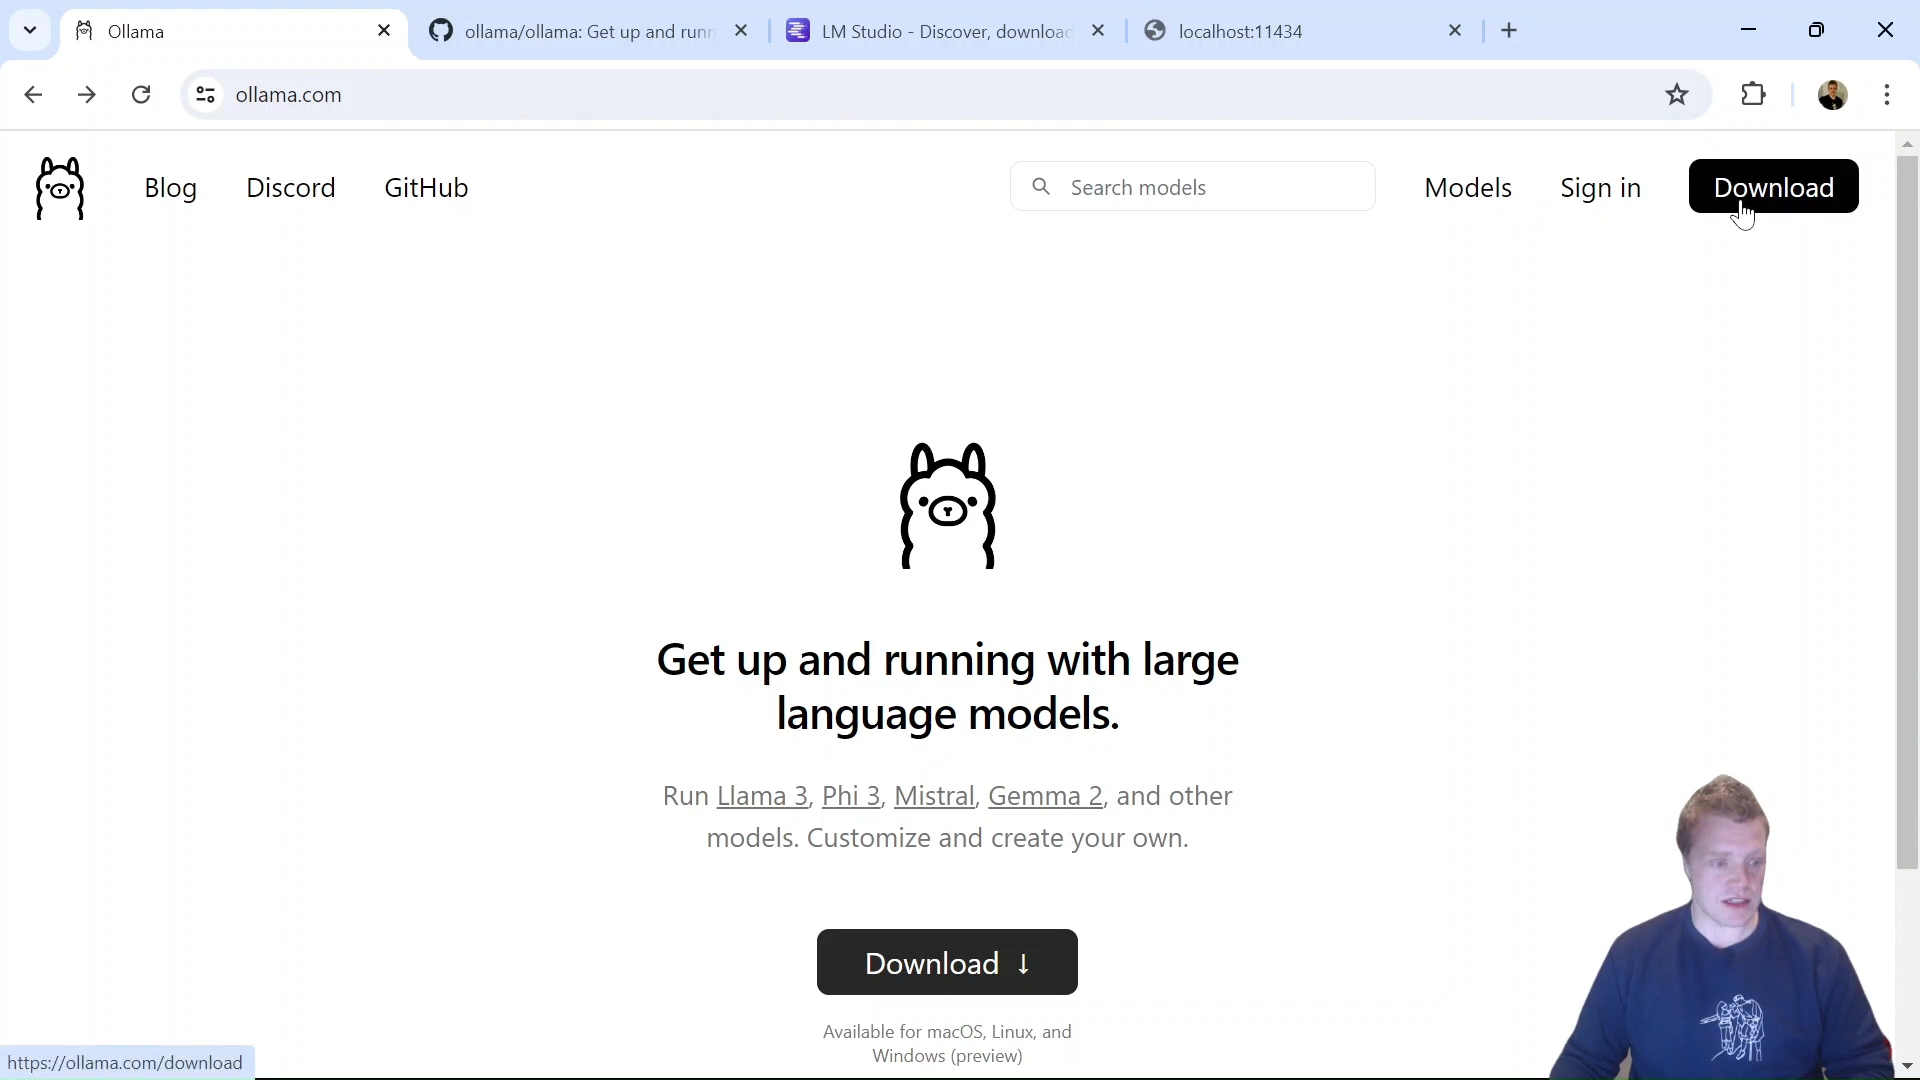 Ollama
ollama/ollama: Get up and runn
LM Studio - Discover, download
localhost:11434
ollama.com
Blog
Discord
GitHub
Search models
Models
Sign in
Download
Get up and running with large
language models.
Run Llama 3, Phi 3, Mistral, Gemma 2, and other
models. Customize and create your own.
Download ↓
Available for macOS, Linux, and
Windows (preview)
https://ollama.com/download